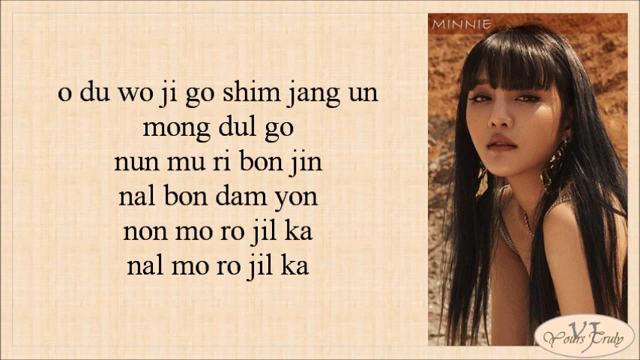 MINNIE
o du wo ji go shim jang un
mong dul go
nun mu ri bon jin
nal bon dam yon
non mo ro jil ka
nal mo ro jil ka
YJ
Yours Truly